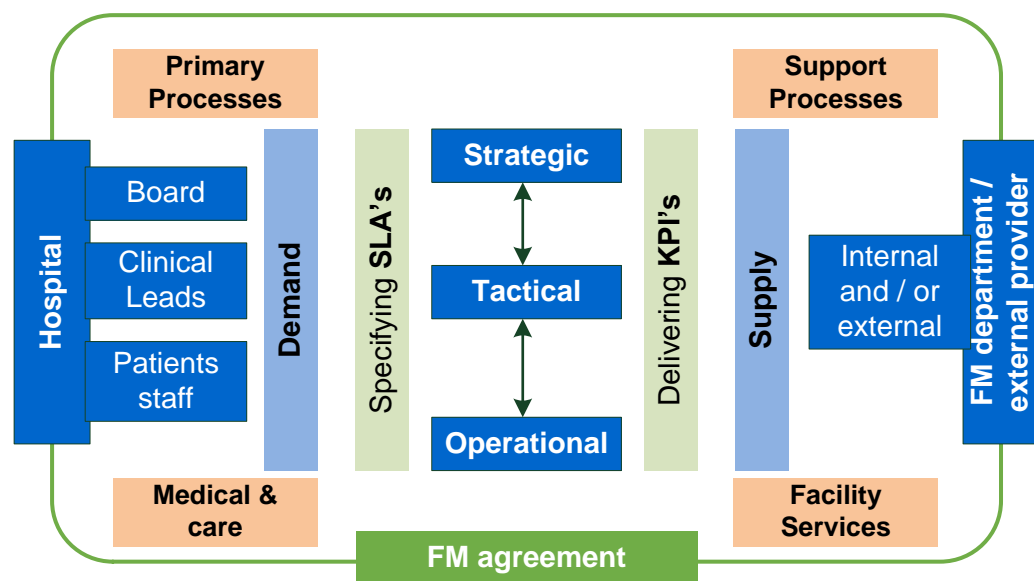 Primary
Processes
Support
Processes
Hospital
Board
Clinical
Leads
Patients
staff
Demand
Specifying SLA's
Strategic
Tactical
Operational
Delivering KPI's
Supply
Internal
and / or
external
FM department /
external provider
Medical &
care
Facility
Services
FM agreement